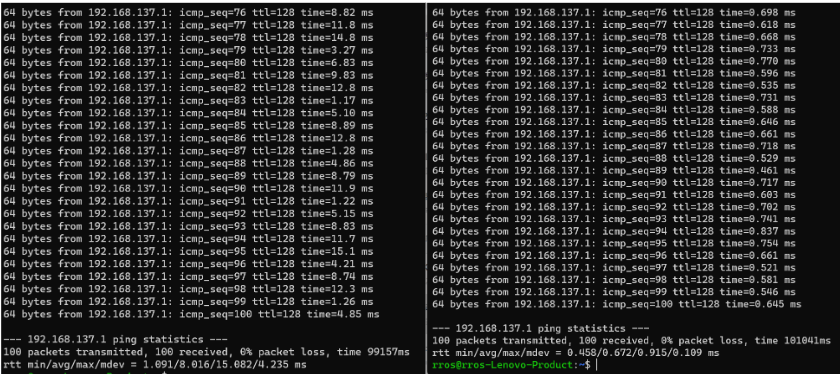 64 bytes from 192.168.137.1: icmp_seq=76 ttl=128 time=8.82 ms
64 bytes from 192.168.137.1: icmp_seq=77 ttl=128 time=11.8 ms
64 bytes from 192.168.137.1: icmp_seq=78 ttl=128 time=14.8 ms
64 bytes from 192.168.137.1: icmp_seq=79 ttl=128 time=3.27 ms
64 bytes from 192.168.137.1: icmp_seq=80 ttl=128 time=6.83 ms
64 bytes from 192.168.137.1: icmp_seq=81 ttl=128 time=9.83 ms
64 bytes from 192.168.137.1: icmp_seq=82 ttl=128 time=12.8 ms
64 bytes from 192.168.137.1: icmp_seq=83 ttl=128 time=1.17 ms
64 bytes from 192.168.137.1: icmp_seq=84 ttl=128 time=5.10 ms
64 bytes from 192.168.137.1: icmp_seq=85 ttl=128 time=8.89 ms
64 bytes from 192.168.137.1: icmp_seq=86 ttl=128 time=12.8 ms
64 bytes from 192.168.137.1: icmp_seq=87 ttl=128 time=1.28 ms
64 bytes from 192.168.137.1: icmp_seq=88 ttl=128 time=4.86 ms
64 bytes from 192.168.137.1: icmp_seq=89 ttl=128 time=8.79 ms
64 bytes from 192.168.137.1: icmp_seq=90 ttl=128 time=11.9 ms
64 bytes from 192.168.137.1: icmp_seq=91 ttl=128 time=1.22 ms
64 bytes from 192.168.137.1: icmp_seq=92 ttl=128 time=5.15 ms
64 bytes from 192.168.137.1: icmp_seq=93 ttl=128 time=8.83 ms
64 bytes from 192.168.137.1: icmp_seq=94 ttl=128 time=11.7 ms
64 bytes from 192.168.137.1: icmp_seq=95 ttl=128 time=15.1 ms
64 bytes from 192.168.137.1: icmp_seq=96 ttl=128 time=4.21 ms
64 bytes from 192.168.137.1: icmp_seq=97 ttl=128 time=8.74 ms
64 bytes from 192.168.137.1: icmp_seq=98 ttl=128 time=12.3 ms
64 bytes from 192.168.137.1: icmp_seq=99 ttl=128 time=1.26 ms
64 bytes from 192.168.137.1: icmp_seq=100 ttl=128 time=4.85 ms
--- 192.168.137.1 ping statistics ---
100 packets transmitted, 100 received, 0% packet loss, time 99157ms
rtt min/avg/max/mdev = 1.091/8.016/15.082/4.235 ms
64 bytes from 192.168.137.1: icmp_seq=76 ttl=128 time=0.698 ms
64 bytes from 192.168.137.1: icmp_seq=77 ttl=128 time=0.618 ms
64 bytes from 192.168.137.1: icmp_seq=78 ttl=128 time=0.668 ms
64 bytes from 192.168.137.1: icmp_seq=79 ttl=128 time=0.733 ms
64 bytes from 192.168.137.1: icmp_seq=80 ttl=128 time=0.770 ms
64 bytes from 192.168.137.1: icmp_seq=81 ttl=128 time=0.596 ms
64 bytes from 192.168.137.1: icmp_seq=82 ttl=128 time=0.535 ms
64 bytes from 192.168.137.1: icmp_seq=83 ttl=128 time=0.731 ms
64 bytes from 192.168.137.1: icmp_seq=84 ttl=128 time=0.588 ms
64 bytes from 192.168.137.1: icmp_seq=85 ttl=128 time=0.646 ms
64 bytes from 192.168.137.1: icmp_seq=86 ttl=128 time=0.661 ms
64 bytes from 192.168.137.1: icmp_seq=87 ttl=128 time=0.718 ms
64 bytes from 192.168.137.1: icmp_seq=88 ttl=128 time=0.529 ms
64 bytes from 192.168.137.1: icmp_seq=89 ttl=128 time=0.461 ms
64 bytes from 192.168.137.1: icmp_seq=90 ttl=128 time=0.717 ms
64 bytes from 192.168.137.1: icmp_seq=91 ttl=128 time=0.603 ms
64 bytes from 192.168.137.1: icmp_seq=92 ttl=128 time=0.702 ms
64 bytes from 192.168.137.1: icmp_seq=93 ttl=128 time=0.741 ms
64 bytes from 192.168.137.1: icmp_seq=94 ttl=128 time=0.837 ms
64 bytes from 192.168.137.1: icmp_seq=95 ttl=128 time=0.754 ms
64 bytes from 192.168.137.1: icmp_seq=96 ttl=128 time=0.661 ms
64 bytes from 192.168.137.1: icmp_seq=97 ttl=128 time=0.521 ms
64 bytes from 192.168.137.1: icmp_seq=98 ttl=128 time=0.581 ms
64 bytes from 192.168.137.1: icmp_seq=99 ttl=128 time=0.546 ms
64 bytes from 192.168.137.1: icmp_seq=100 ttl=128 time=0.645 ms
--- 192.168.137.1 ping statistics ---
100 packets transmitted, 100 received, 0% packet loss, time 101041ms
rtt min/avg/max/mdev = 0.458/0.672/0.915/0.109 ms
rros@rros-Lenovo-Product:~$